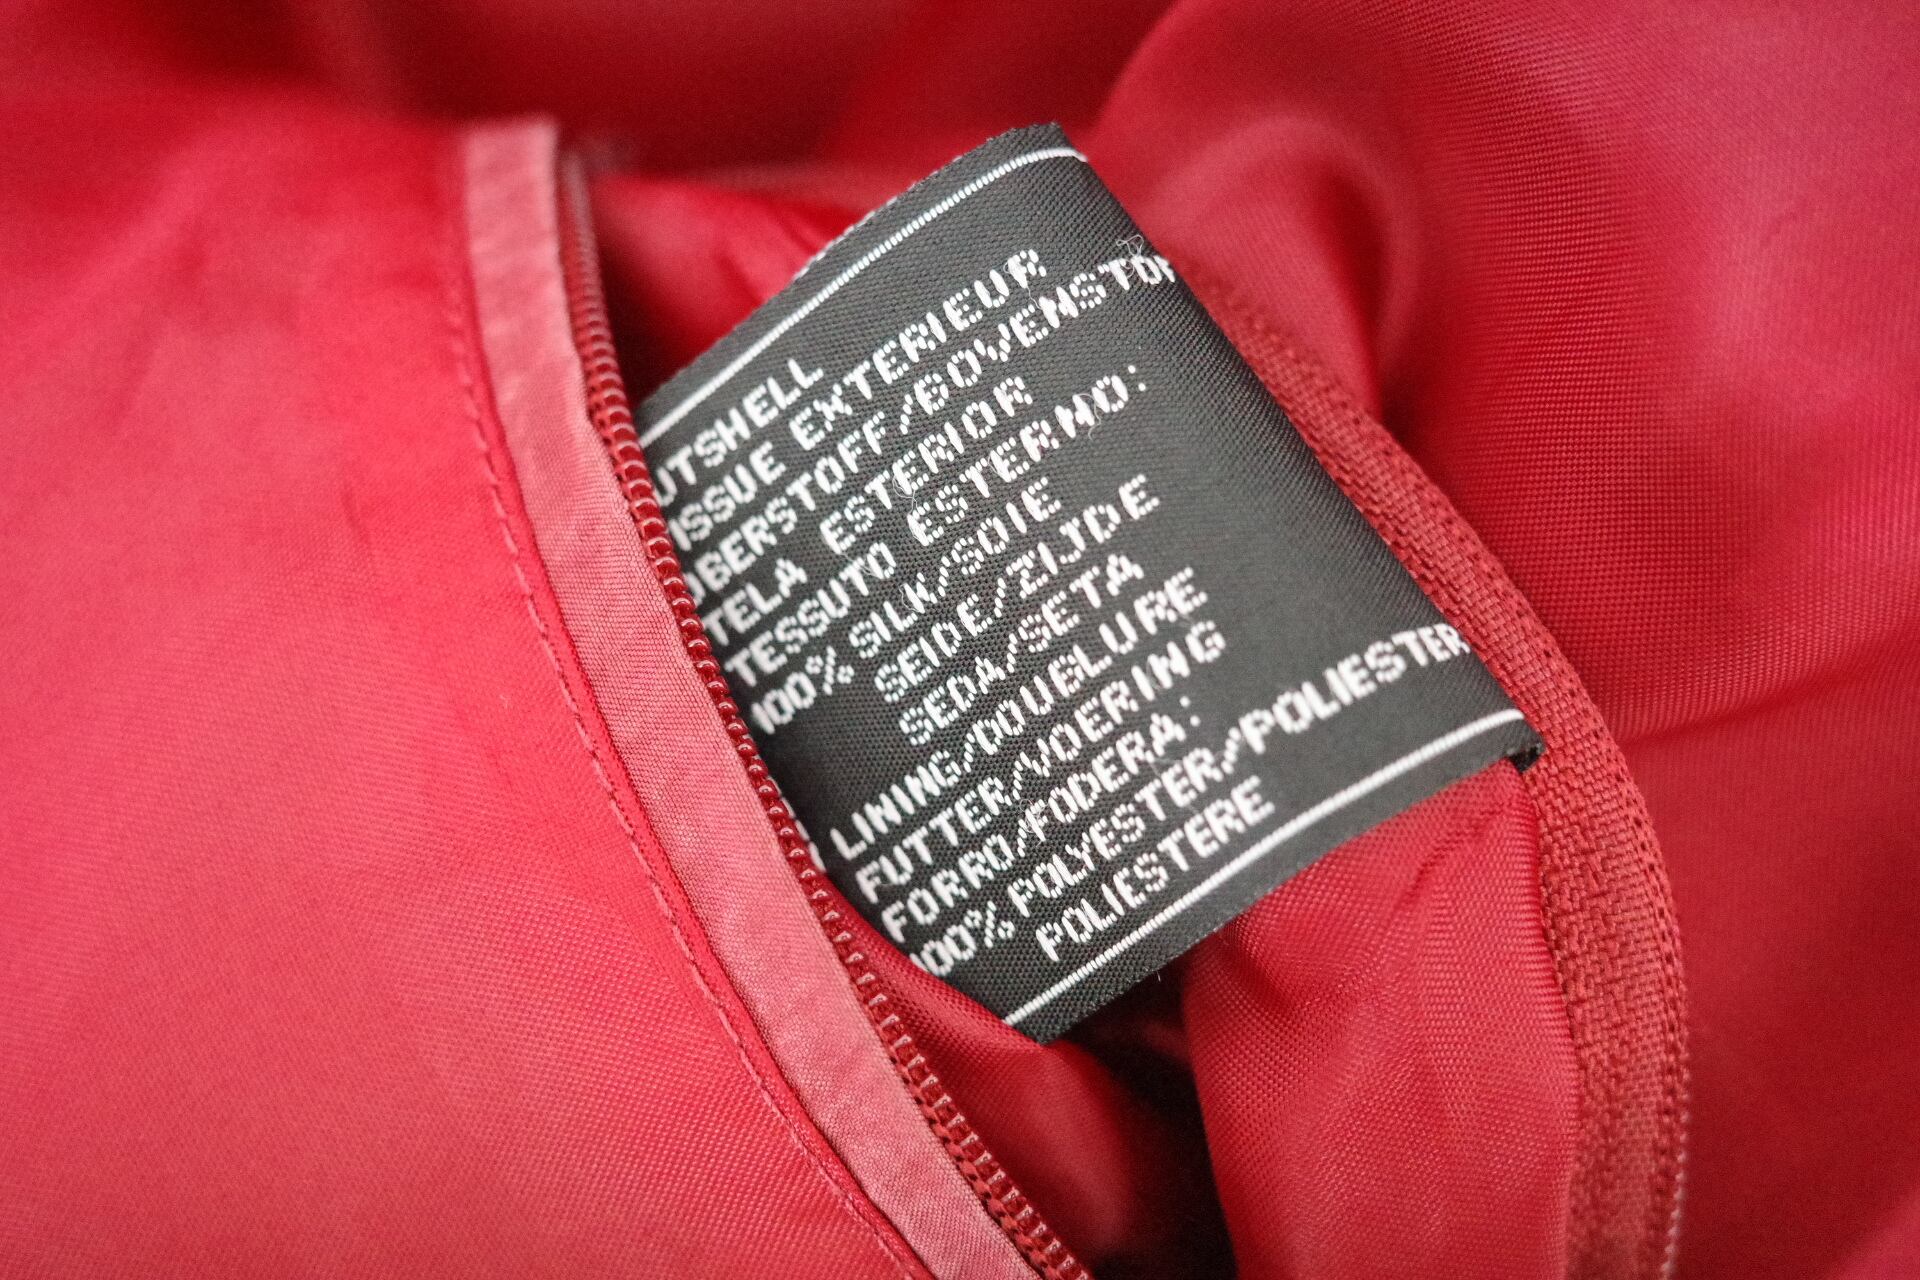 UTSHELL
ISSUE EXTERIEUR
OBERSTOFF/BOVENSTOF
TELA ESTERIOR
TESSUTO ESTERNO:
100% SILK/SOIE
SEIDE/ZIJDE
SEDA/SETA
LINING/DOUBLURE
FUTTER/VOERING
FORRO/FODERA:
100% POLYESTER/POLIESTER
POLIESTERE